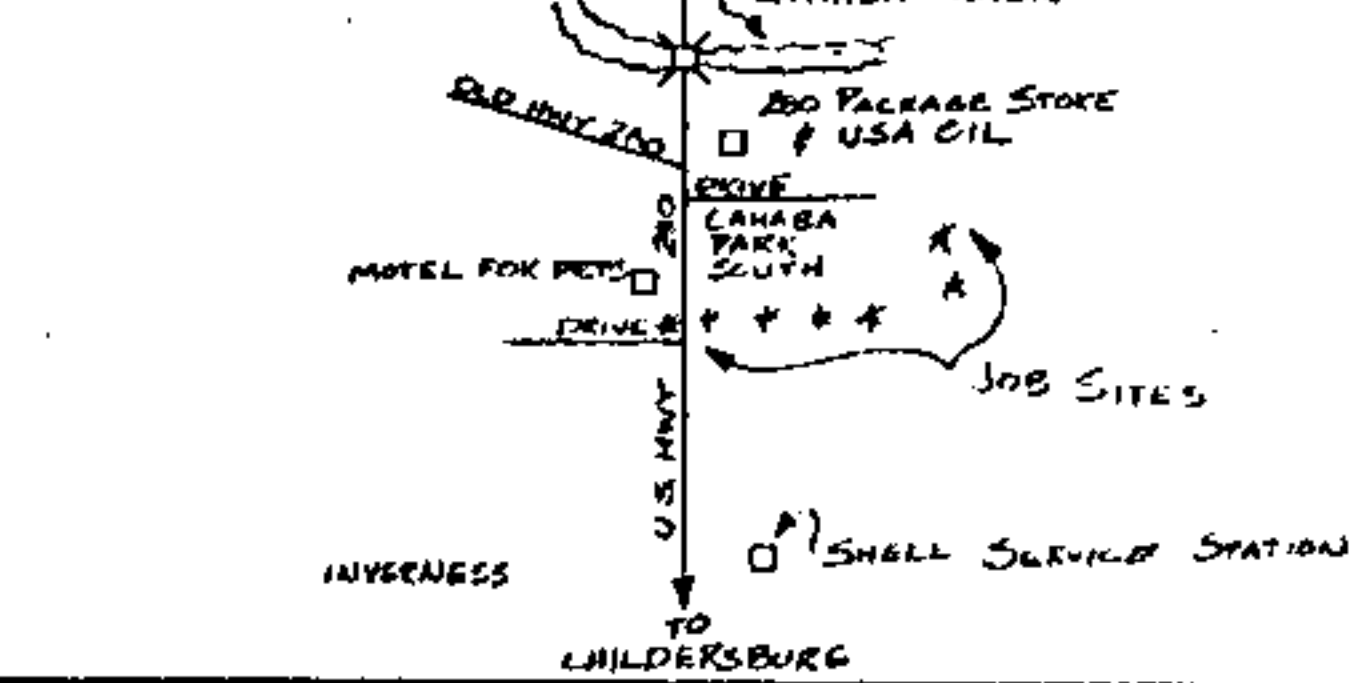 OLD HWY 280
280 PACKAGE STORE
& USA OIL
DRIVE
280
CAHABA
PARK
SOUTH
MOTEL FOR PETS
DRIVE
JOB SITES
U S HWY
SHELL SERVICE STATION
INVERNESS
TO
CHILDERSBURG